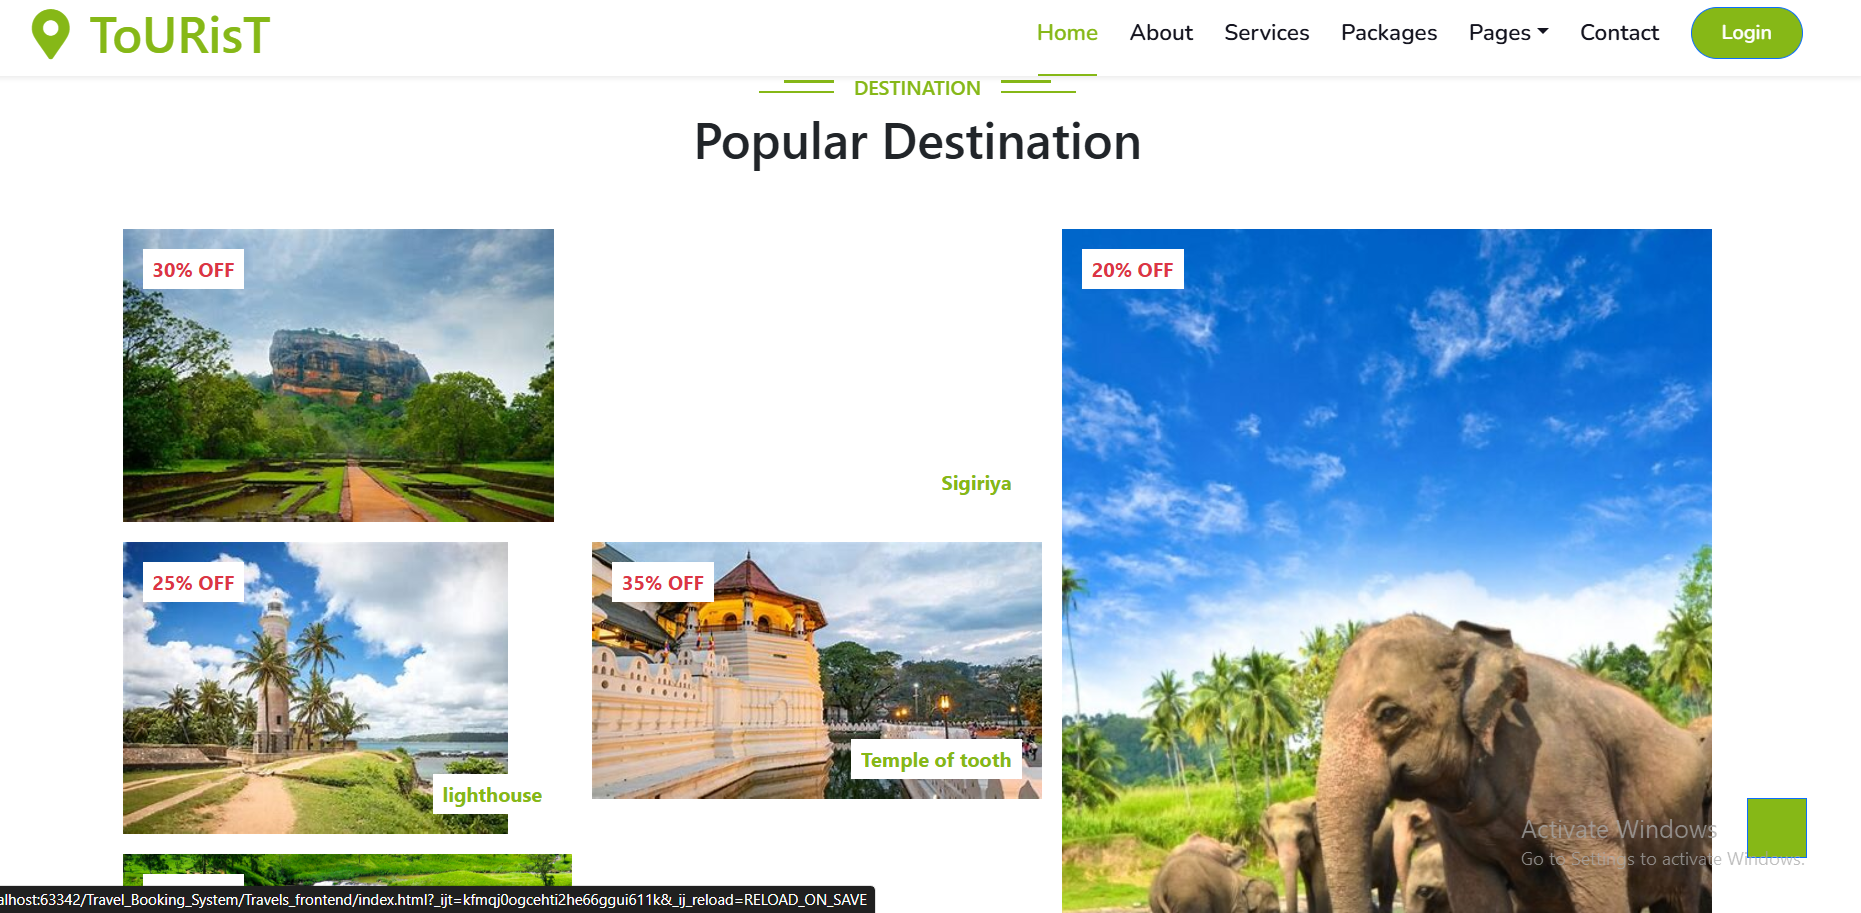 ToURisT
Home About Services Packages Pages Contact Login
DESTINATION
Popular Destination
30% OFF
Sigiriya
20% OFF
25% OFF
lighthouse
35% OFF
Temple of tooth
Activate Windows
Go to Settings to activate Windows.
alhost:63342/Travel_Booking_System/Travels_frontend/index.html?_ijt=kfmqj0ogcehti2he66ggui611k&_ij_reload=RELOAD_ON_SAVE